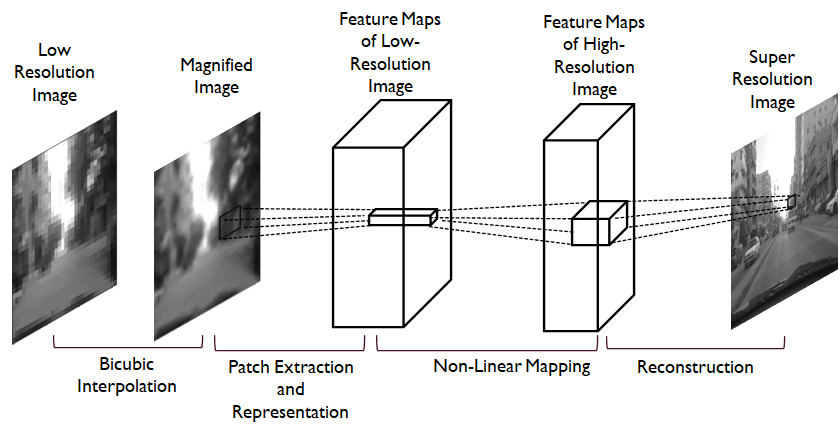 Low
Resolution
Image
Magnified
Image
Feature Maps
of Low-
Resolution
Image
Feature Maps
of High-
Resolution
Image
Super
Resolution
Image
Bicubic
Interpolation
Patch Extraction
and
Representation
Non-Linear Mapping
Reconstruction